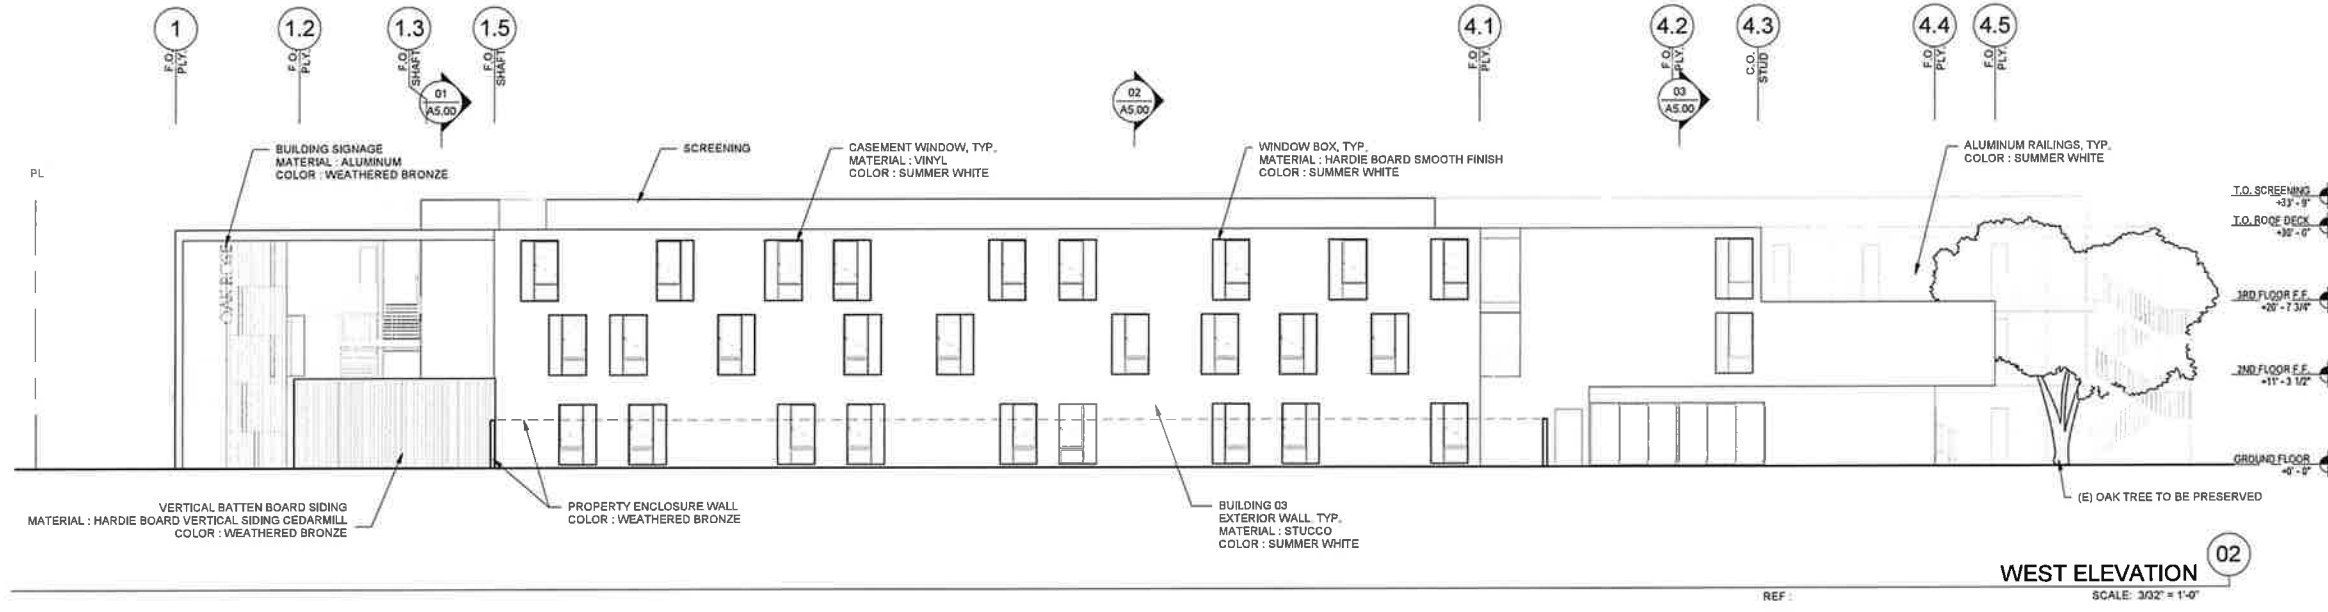 1
1.2
1.3
1.5
4.1
4.2
4.3
4.4
4.5
F.O.
PLY.
F.O.
PLY.
F.O.
SHAFT
F.O.
SHAFT
F.O.
PLY.
F.O.
PLY.
C.O.
STUD
F.O.
PLY.
F.O.
PLY.
01
A5.00
02
A5.00
03
A5.00
PL
BUILDING SIGNAGE
MATERIAL : ALUMINUM
COLOR : WEATHERED BRONZE
SCREENING
CASEMENT WINDOW, TYP.
MATERIAL : VINYL
COLOR : SUMMER WHITE
WINDOW BOX, TYP.
MATERIAL : HARDIE BOARD SMOOTH FINISH
COLOR : SUMMER WHITE
ALUMINUM RAILINGS, TYP.
COLOR : SUMMER WHITE
T.O. SCREENING
+33' - 9"
T.O. ROOF DECK
+30' - 0"
3RD FLOOR F.F.
+20' - 7 3/4"
2ND FLOOR F.F.
+11' - 3 1/2"
GROUND FLOOR
+0' - 0"
VERTICAL BATTEN BOARD SIDING
MATERIAL : HARDIE BOARD VERTICAL SIDING CEDARMILL
COLOR : WEATHERED BRONZE
PROPERTY ENCLOSURE WALL
COLOR : WEATHERED BRONZE
BUILDING 03
EXTERIOR WALL, TYP.
MATERIAL : STUCCO
COLOR : SUMMER WHITE
(E) OAK TREE TO BE PRESERVED
WEST ELEVATION
02
REF :
SCALE: 3/32" = 1'-0"